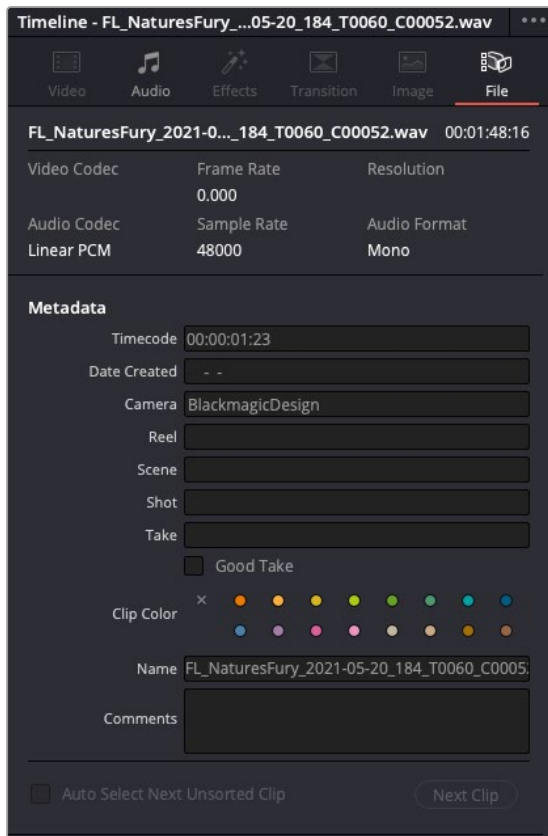 Timeline - FL_NaturesFury_...05-20_184_T0060_C00052.wav •••
Video Audio Effects Transition Image File
FL_NaturesFury_2021-0..._184_T0060_C00052.wav 00:01:48:16
Video Codec Frame Rate Resolution
0.000
Audio Codec Sample Rate Audio Format
Linear PCM 48000 Mono
Metadata
Timecode 00:00:01:23
Date Created - -
Camera BlackmagicDesign
Reel
Scene
Shot
Take
Good Take
Clip Color ×
Name FL_NaturesFury_2021-05-20_184_T0060_C00052
Comments
Auto Select Next Unsorted Clip Next Clip